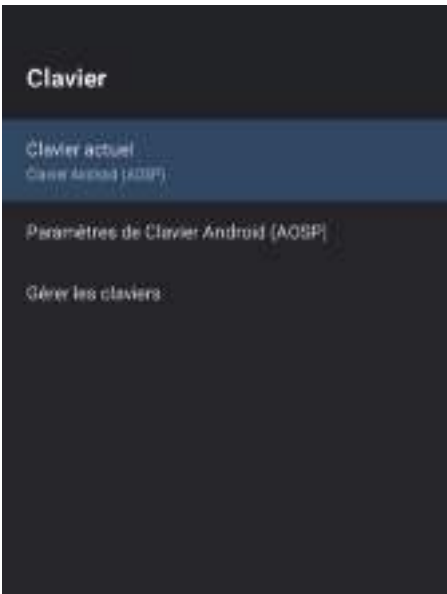 Clavier
Clavier actuel
Clavier Android (AOSP)
Paramètres de Clavier Android (AOSP)
Gérer les claviers